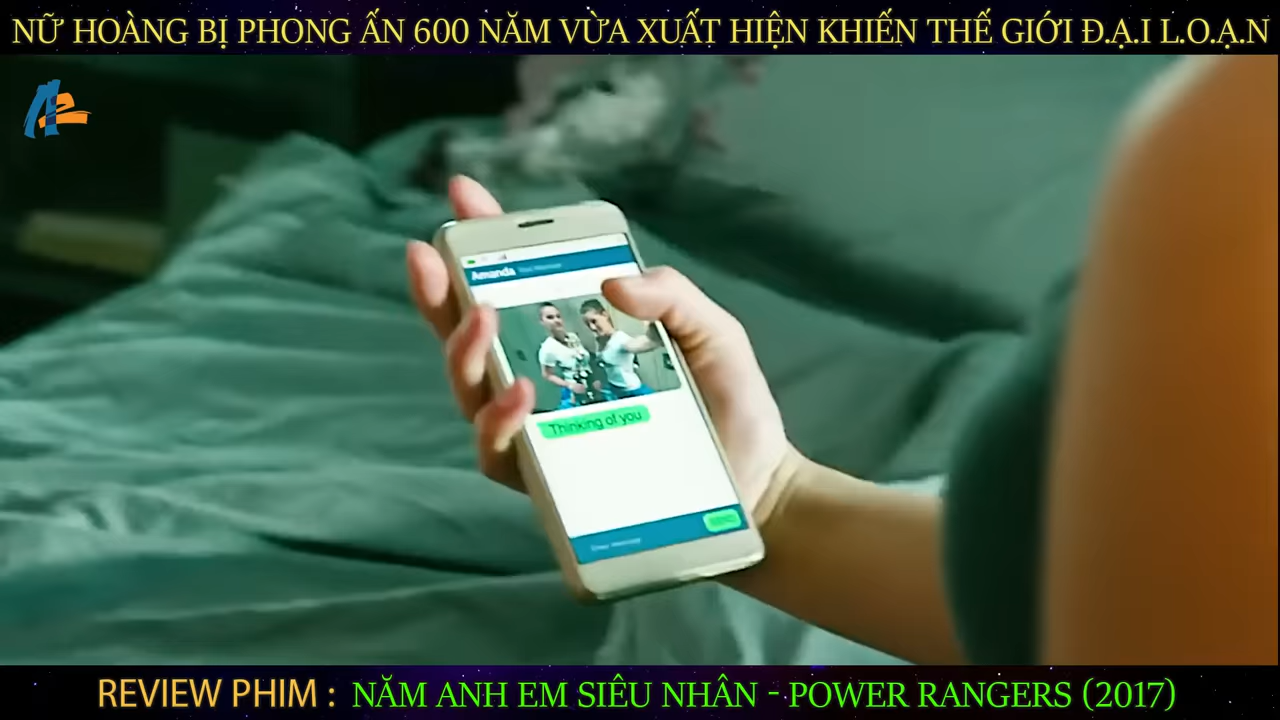 NỮ HOÀNG BỊ PHONG ẤN 600 NĂM VỪA XUẤT HIỆN KHIẾN THẾ GIỚI Đ.Ạ.I L.O.Ạ.N
Amanda
Thinking of you
REVIEW PHIM : NĂM ANH EM SIÊU NHÂN - POWER RANGERS (2017)